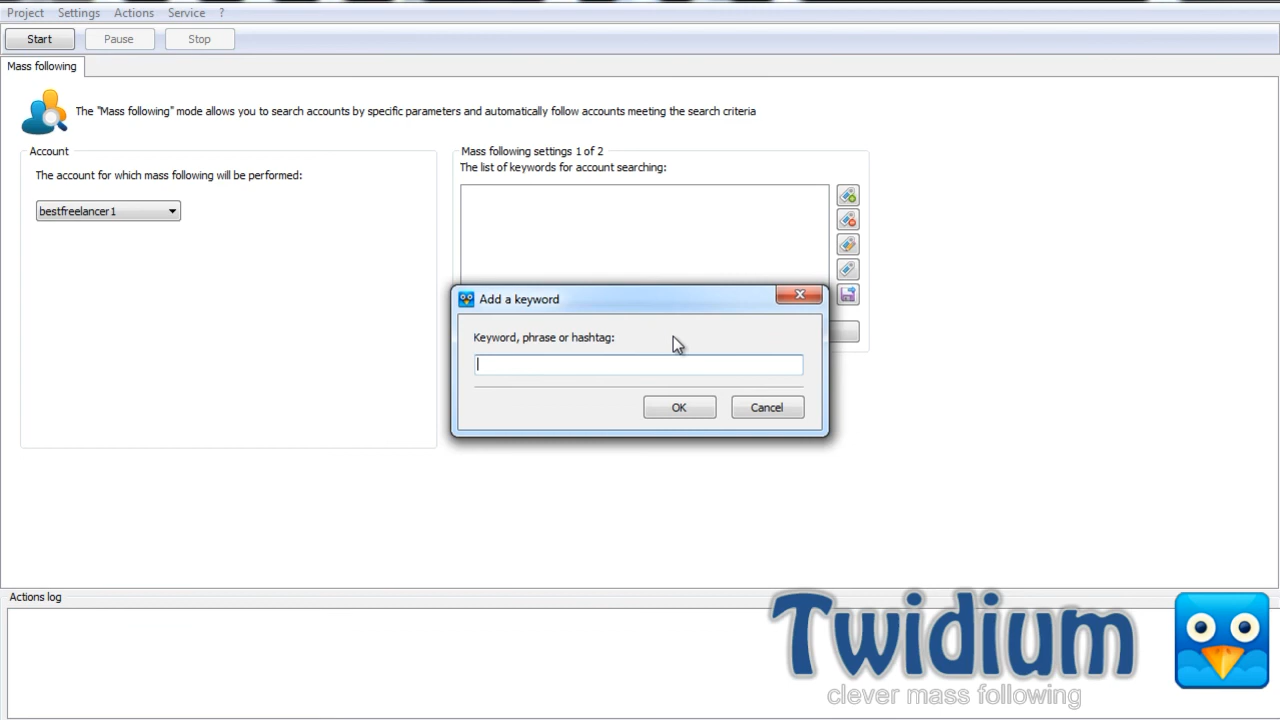 Project Settings Actions Service ?
Start Pause Stop
Mass following
The "Mass following" mode allows you to search accounts by specific parameters and automatically follow accounts meeting the search criteria
Account
The account for which mass following will be performed:
bestfreelancer1
Mass following settings 1 of 2
The list of keywords for account searching:
Add a keyword
Keyword, phrase or hashtag:
OK Cancel
Actions log
Twidium
clever mass following